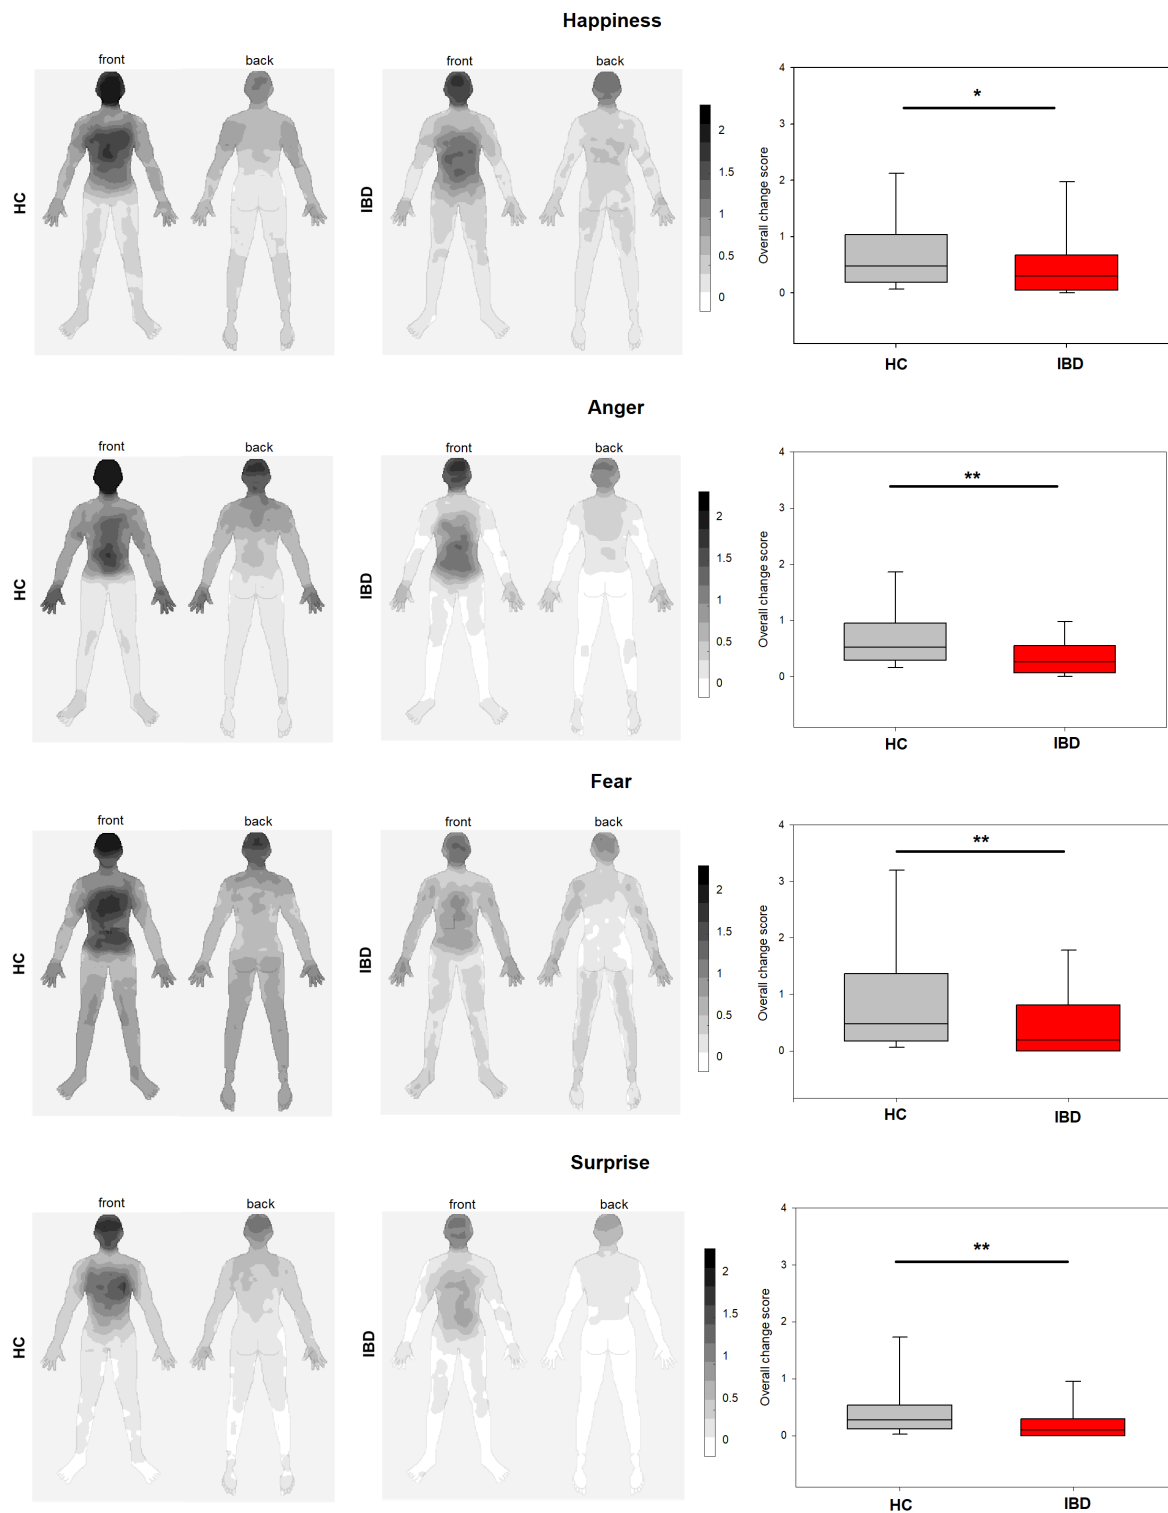 Happiness
front back front back
HC
IBD
2
1.5
1
0.5
0
Overall change score
4
3
2
1
0
*
HC IBD
Anger
front back front back
HC
IBD
2
1.5
1
0.5
0
Overall change score
4
3
2
1
0
**
HC IBD
Fear
front back front back
HC
IBD
2
1.5
1
0.5
0
Overall change score
4
3
2
1
0
**
HC IBD
Surprise
front back front back
HC
IBD
2
1.5
1
0.5
0
Overall change score
4
3
2
1
0
**
HC IBD